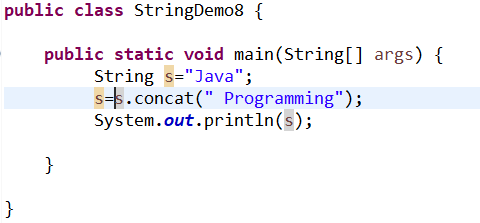 public class StringDemo8 {
public static void main(String[] args) {
String s="Java";
s=s.concat(" Programming");
System.out.println(s);
}
}